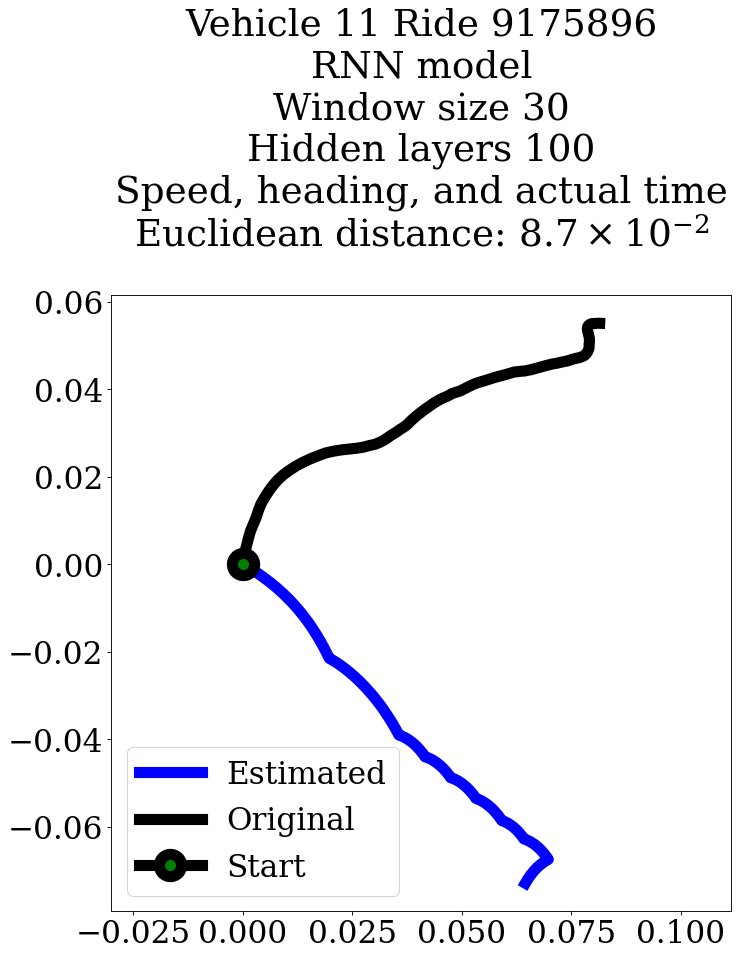 Vehicle 11 Ride 9175896
RNN model
Window size 30
Hidden layers 100
Speed, heading, and actual time
Euclidean distance: 8.7 × 10⁻²
0.06
0.04
0.02
0.00
−0.02
−0.04
−0.06
Estimated
Original
Start
−0.025 0.000 0.025 0.050 0.075 0.100